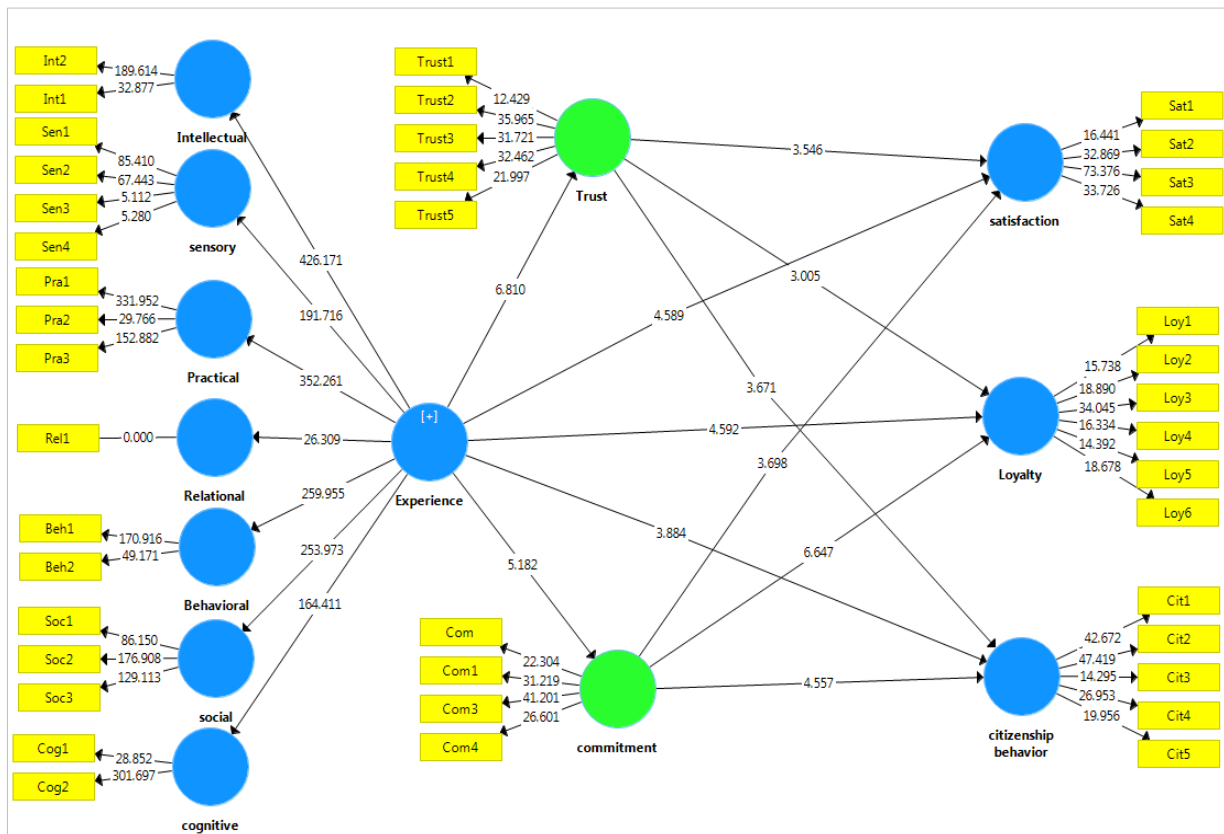 Int2
Int1
189.614
32.877
Intellectual
Sen1
Sen2
Sen3
Sen4
85.410
67.443
5.112
5.280
sensory
Pra1
Pra2
Pra3
331.952
29.766
152.882
Practical
Rel1
0.000
Relational
Beh1
Beh2
170.916
49.171
Behavioral
Soc1
Soc2
Soc3
86.150
176.908
129.113
social
Cog1
Cog2
28.852
301.697
cognitive
426.171
191.716
352.261
26.309
259.955
253.973
164.411
[+]
Experience
Trust1
Trust2
Trust3
Trust4
Trust5
12.429
35.965
31.721
32.462
21.997
Trust
6.810
5.182
Com
Com1
Com3
Com4
22.304
31.219
41.201
26.601
commitment
3.546
4.589
3.005
3.671
4.592
3.698
3.884
6.647
4.557
Sat1
Sat2
Sat3
Sat4
16.441
32.869
73.376
33.726
satisfaction
Loy1
Loy2
Loy3
Loy4
Loy5
Loy6
15.738
18.890
34.045
16.334
14.392
18.678
Loyalty
Cit1
Cit2
Cit3
Cit4
Cit5
42.672
47.419
14.295
26.953
19.956
citizenship
behavior